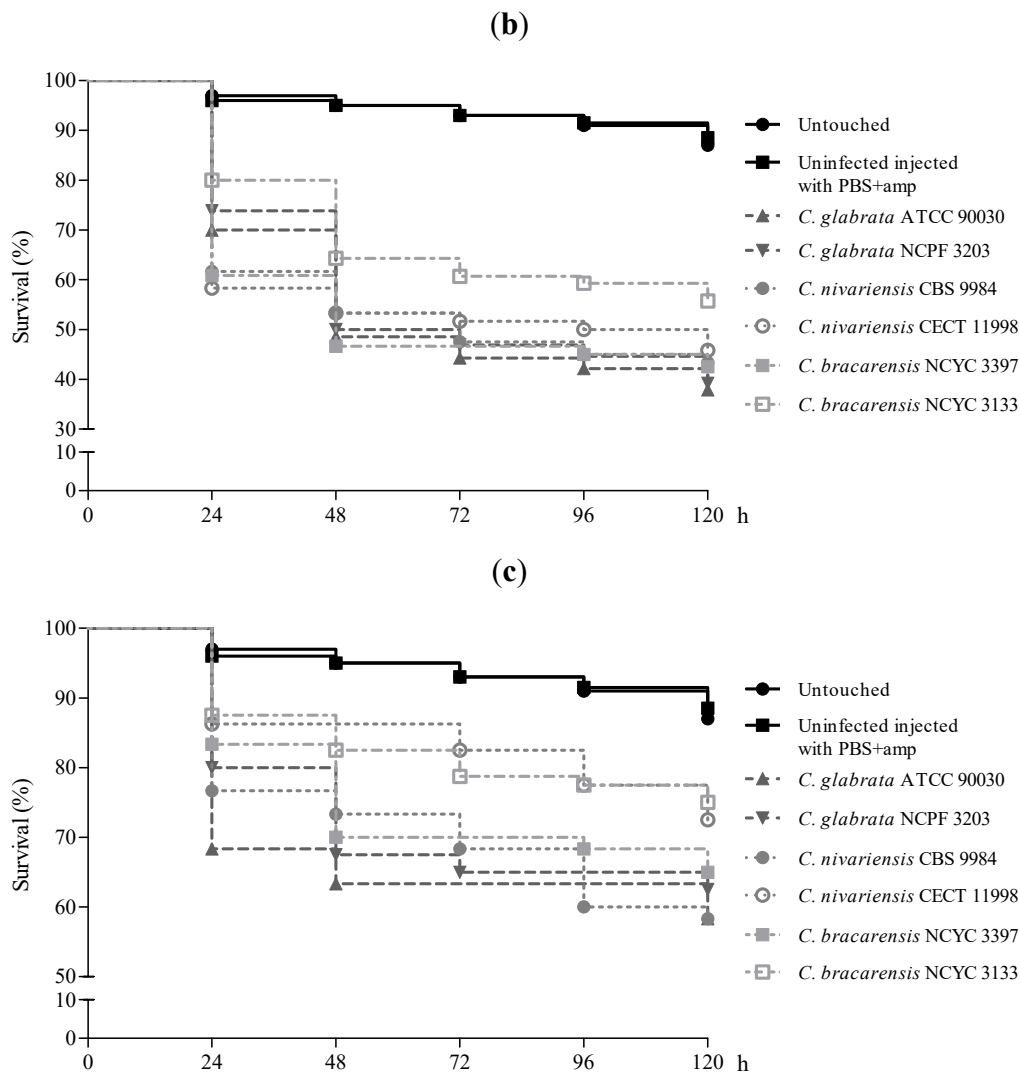 (b)
Survival (%)
100
90
80
70
60
50
40
30
10
0
0 24 48 72 96 120 h
Untouched
Uninfected injected
with PBS+amp
C. glabrata ATCC 90030
C. glabrata NCPF 3203
C. nivariensis CBS 9984
C. nivariensis CECT 11998
C. bracarensis NCYC 3397
C. bracarensis NCYC 3133
(c)
Survival (%)
100
90
80
70
60
50
10
0
0 24 48 72 96 120 h
Untouched
Uninfected injected
with PBS+amp
C. glabrata ATCC 90030
C. glabrata NCPF 3203
C. nivariensis CBS 9984
C. nivariensis CECT 11998
C. bracarensis NCYC 3397
C. bracarensis NCYC 3133